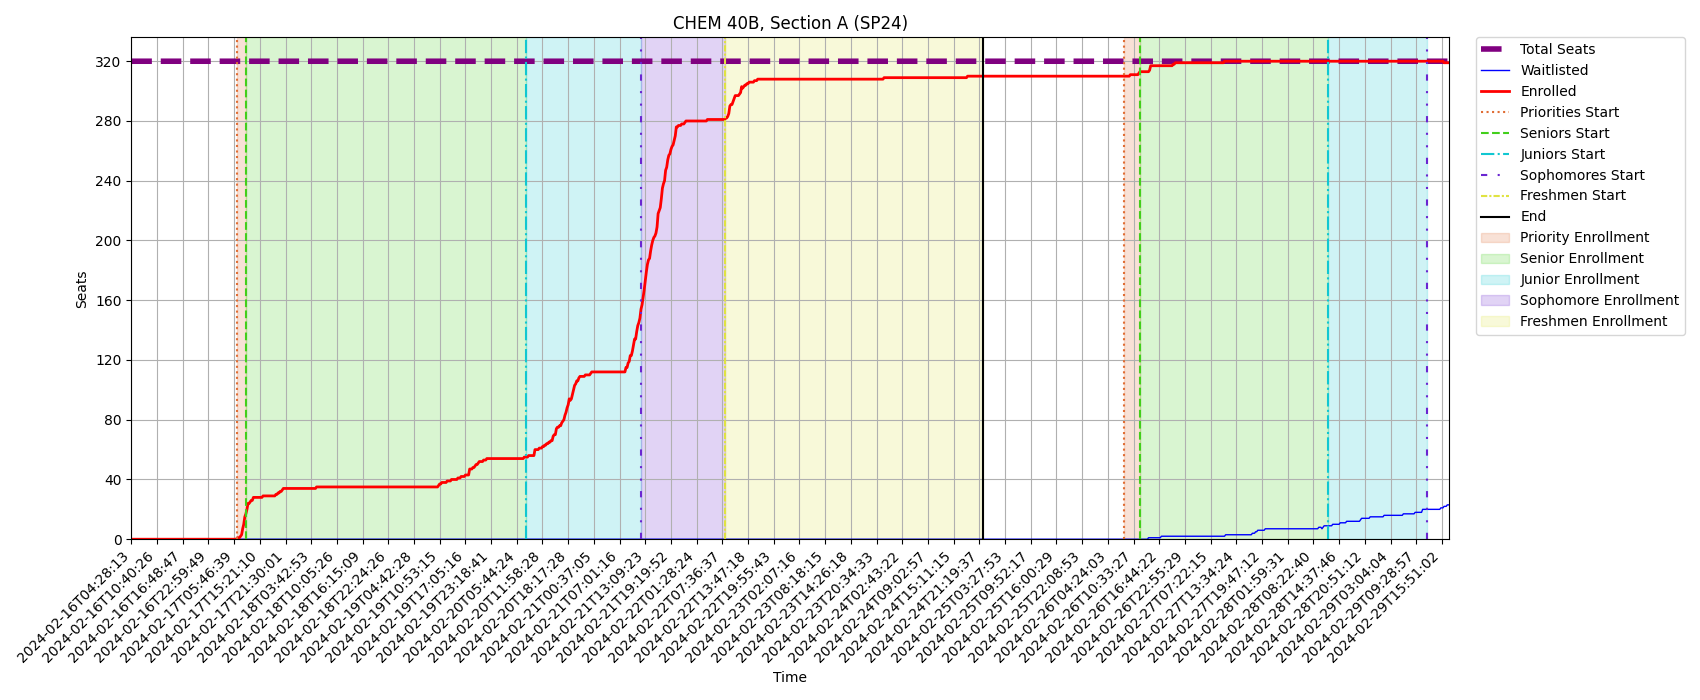 CHEM 40B, Section A (SP24)
Seats
320
280
240
200
160
120
80
40
0
2024-02-16T04:28:13
2024-02-16T10:40:26
2024-02-16T16:48:47
2024-02-16T22:59:49
2024-02-17T05:46:39
2024-02-17T15:21:10
2024-02-17T21:30:01
2024-02-18T03:42:53
2024-02-18T10:05:26
2024-02-18T16:15:09
2024-02-18T22:24:26
2024-02-19T04:42:28
2024-02-19T10:53:15
2024-02-19T17:05:16
2024-02-19T23:18:41
2024-02-20T05:44:24
2024-02-20T11:58:28
2024-02-20T18:17:28
2024-02-21T00:37:05
2024-02-21T07:01:16
2024-02-21T13:09:23
2024-02-21T19:19:52
2024-02-22T01:28:24
2024-02-22T07:36:37
2024-02-22T13:47:18
2024-02-22T19:55:43
2024-02-23T02:07:16
2024-02-23T08:18:15
2024-02-23T14:26:18
2024-02-23T20:34:33
2024-02-24T02:43:22
2024-02-24T09:02:57
2024-02-24T15:11:15
2024-02-24T21:19:37
2024-02-25T03:27:53
2024-02-25T09:52:17
2024-02-25T16:00:29
2024-02-25T22:08:53
2024-02-26T04:24:03
2024-02-26T10:33:27
2024-02-26T16:44:22
2024-02-26T22:55:29
2024-02-27T07:22:15
2024-02-27T13:34:24
2024-02-27T19:47:12
2024-02-28T01:59:31
2024-02-28T08:22:40
2024-02-28T14:37:46
2024-02-28T20:51:12
2024-02-29T03:04:04
2024-02-29T09:28:57
2024-02-29T15:51:02
Time
Total Seats
Waitlisted
Enrolled
Priorities Start
Seniors Start
Juniors Start
Sophomores Start
Freshmen Start
End
Priority Enrollment
Senior Enrollment
Junior Enrollment
Sophomore Enrollment
Freshmen Enrollment